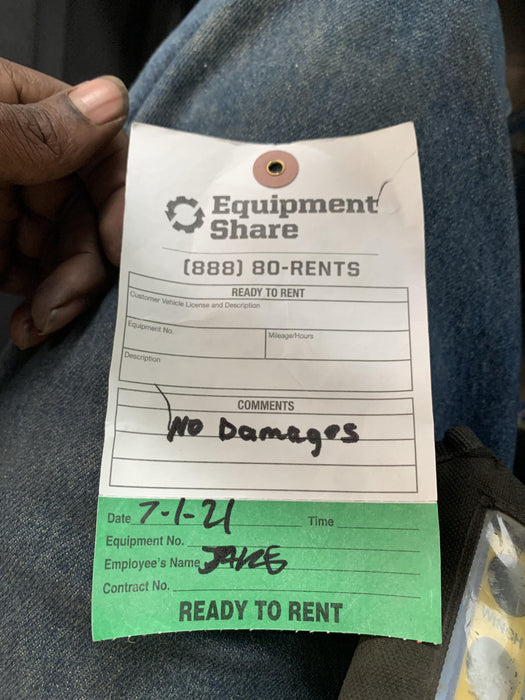 Equipment
Share
(888) 80-RENTS
READY TO RENT
Customer Vehicle License and Description
Equipment No.
Mileage/Hours
Description
COMMENTS
No Damages
Date 7-1-21 Time
Equipment No.
Employee's Name JAKE
Contract No.
READY TO RENT